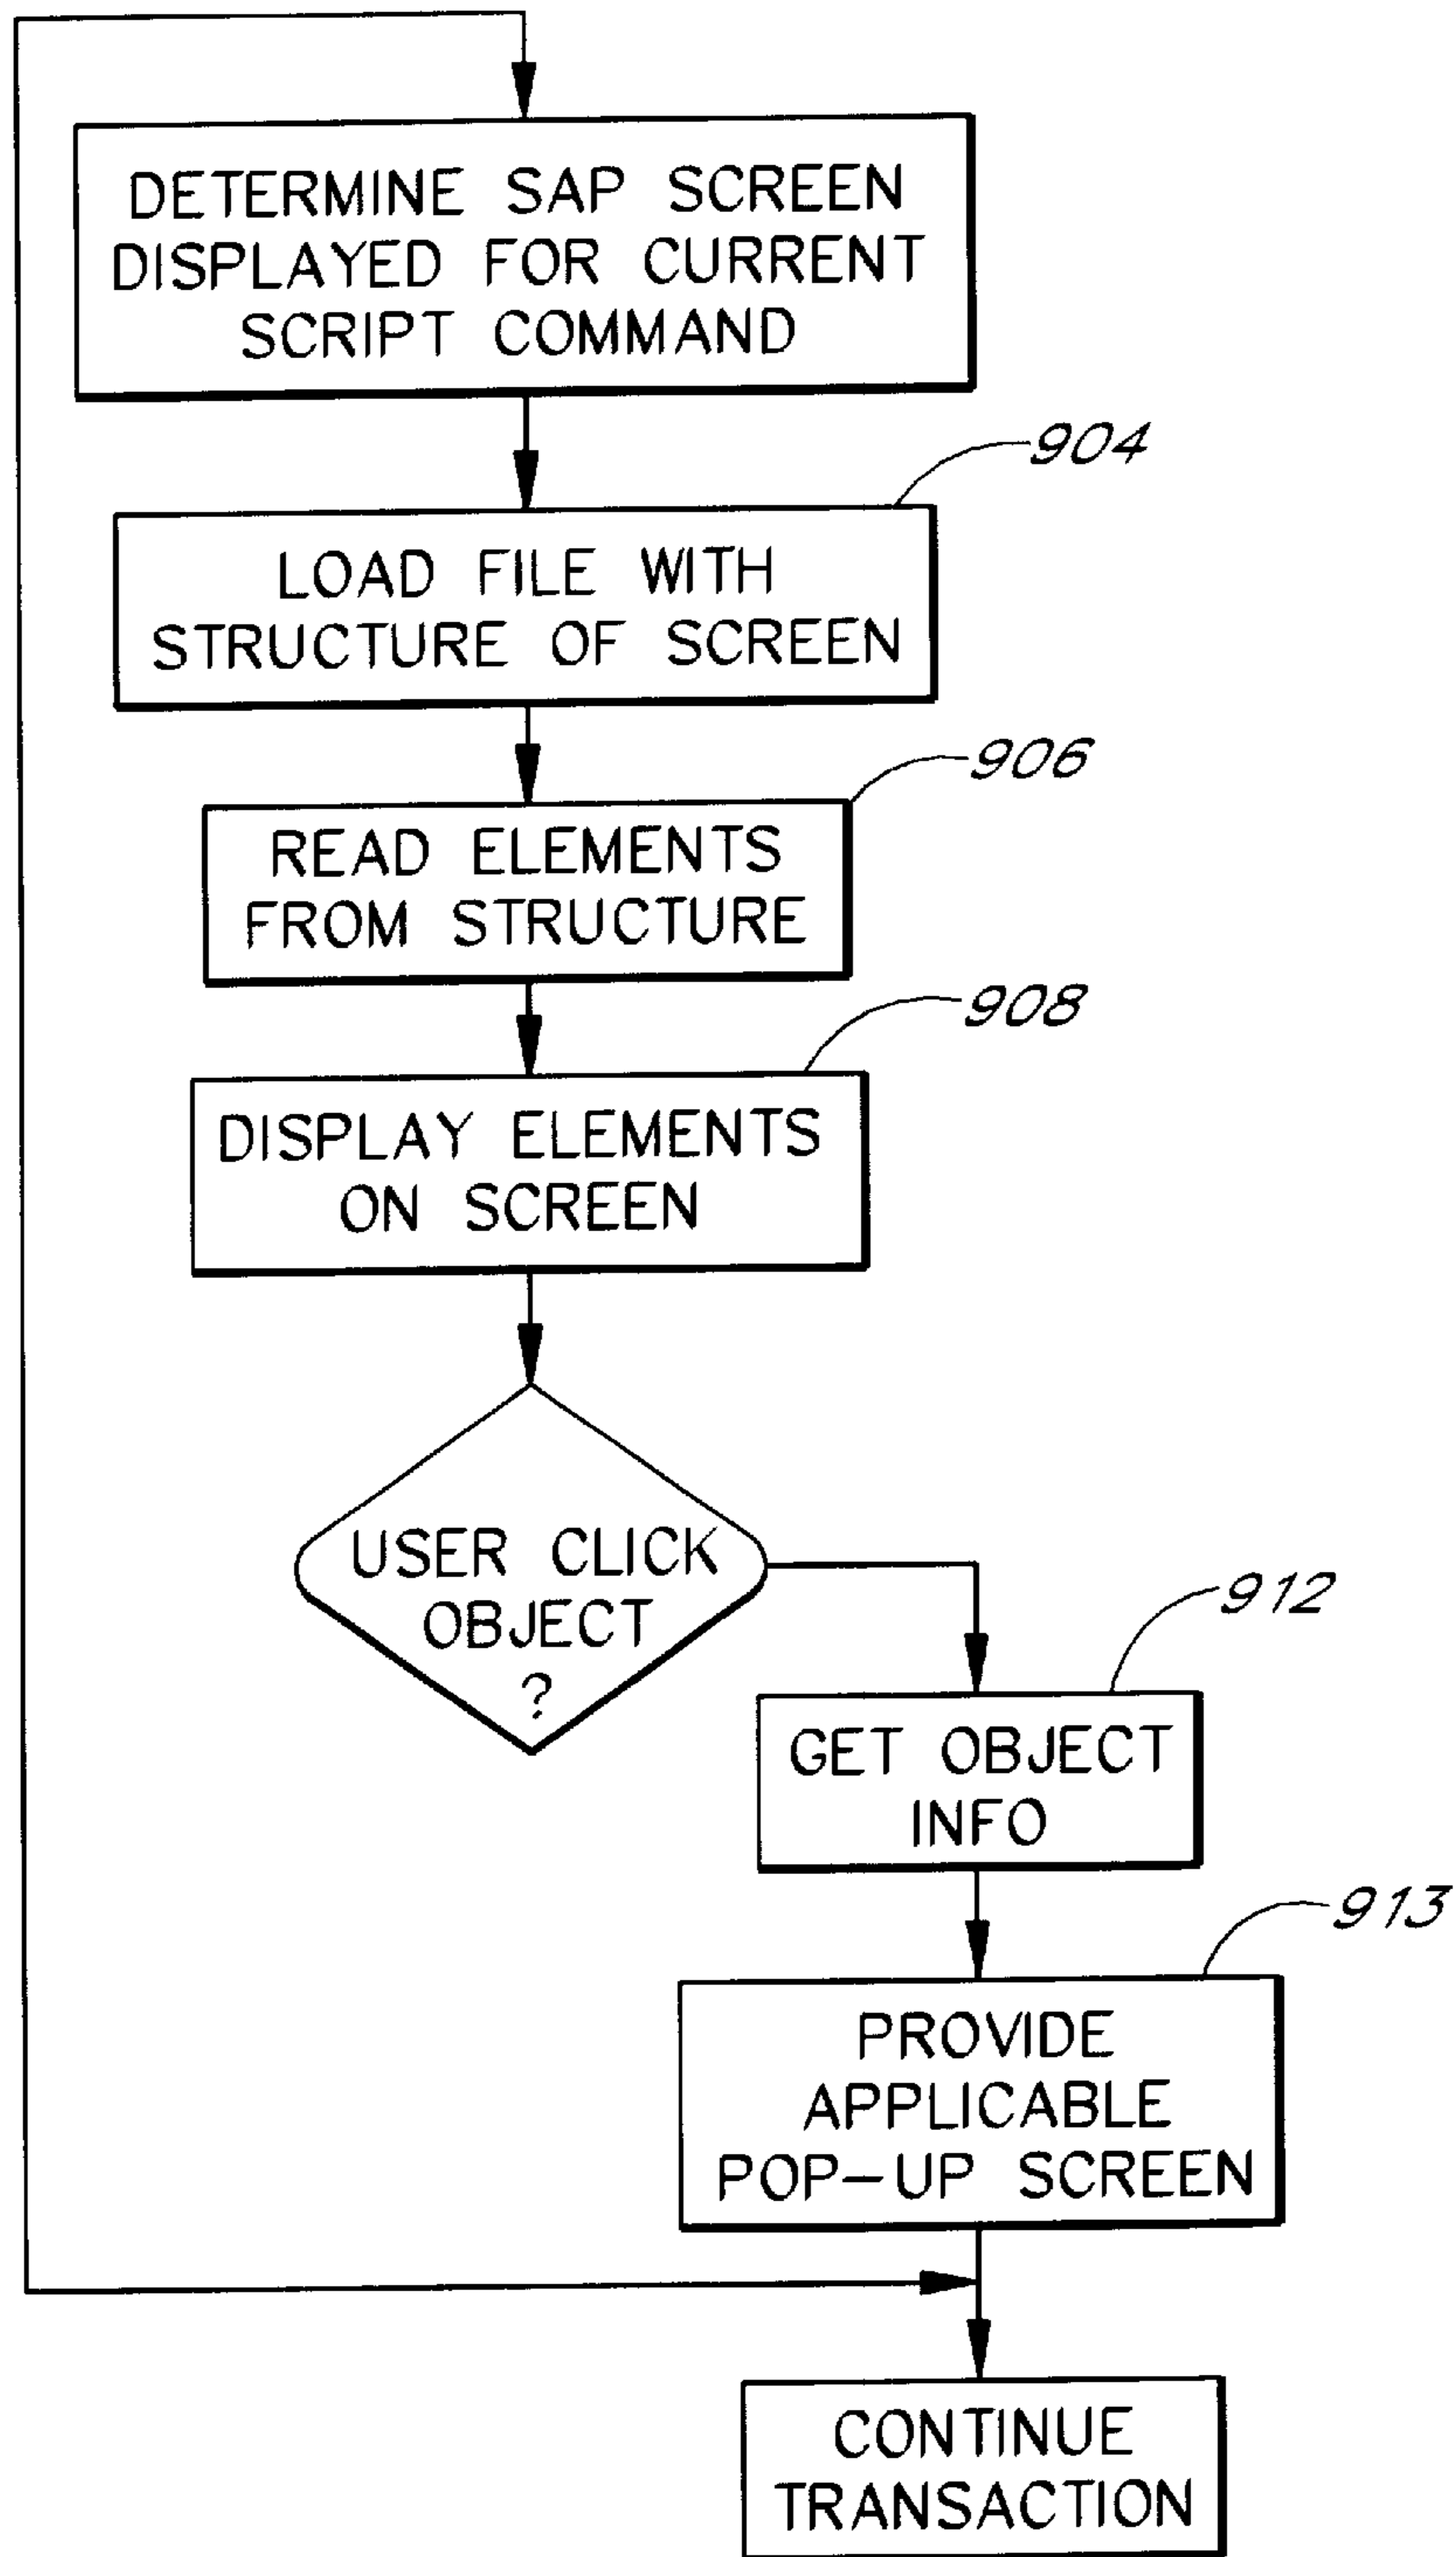 DETERMINE SAP SCREEN
DISPLAYED FOR CURRENT
SCRIPT COMMAND
904
LOAD FILE WITH
STRUCTURE OF SCREEN
906
READ ELEMENTS
FROM STRUCTURE
908
DISPLAY ELEMENTS
ON SCREEN
USER CLICK
OBJECT
?
912
GET OBJECT
INFO
913
PROVIDE
APPLICABLE
POP-UP SCREEN
CONTINUE
TRANSACTION